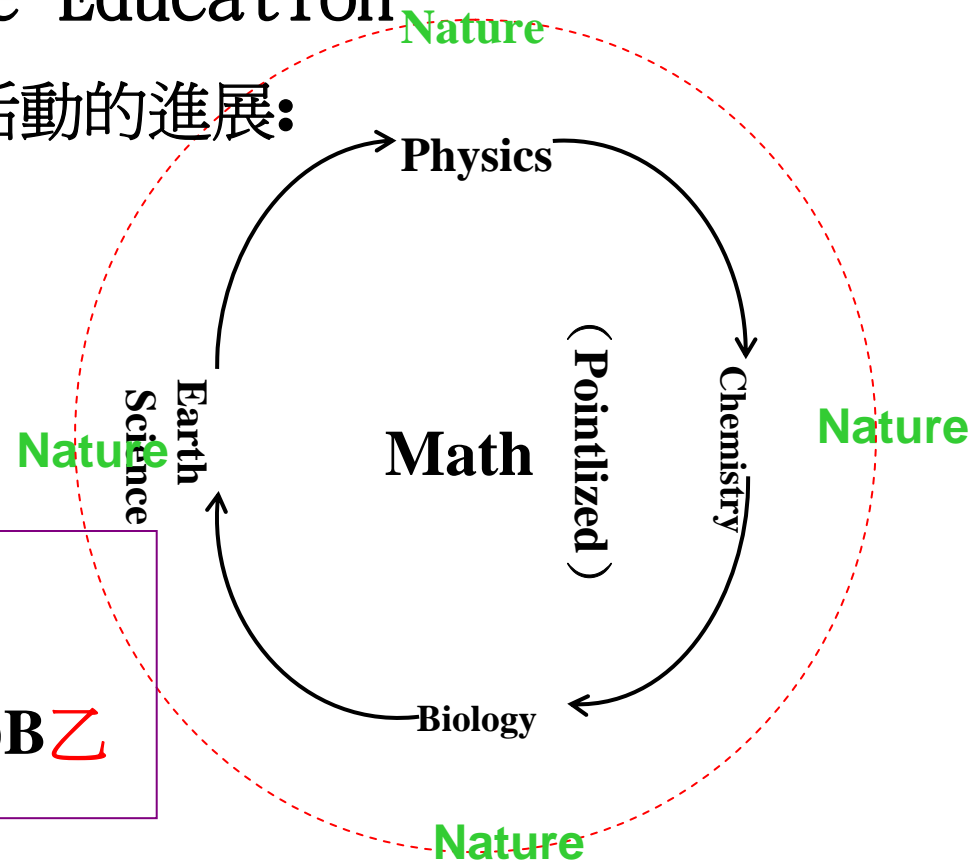 c Education
Nature
活動的進展:
Physics
Chemistry
(Pointlized)
Math
Earth
Science
Nature
Nature
B乙
Biology
Nature